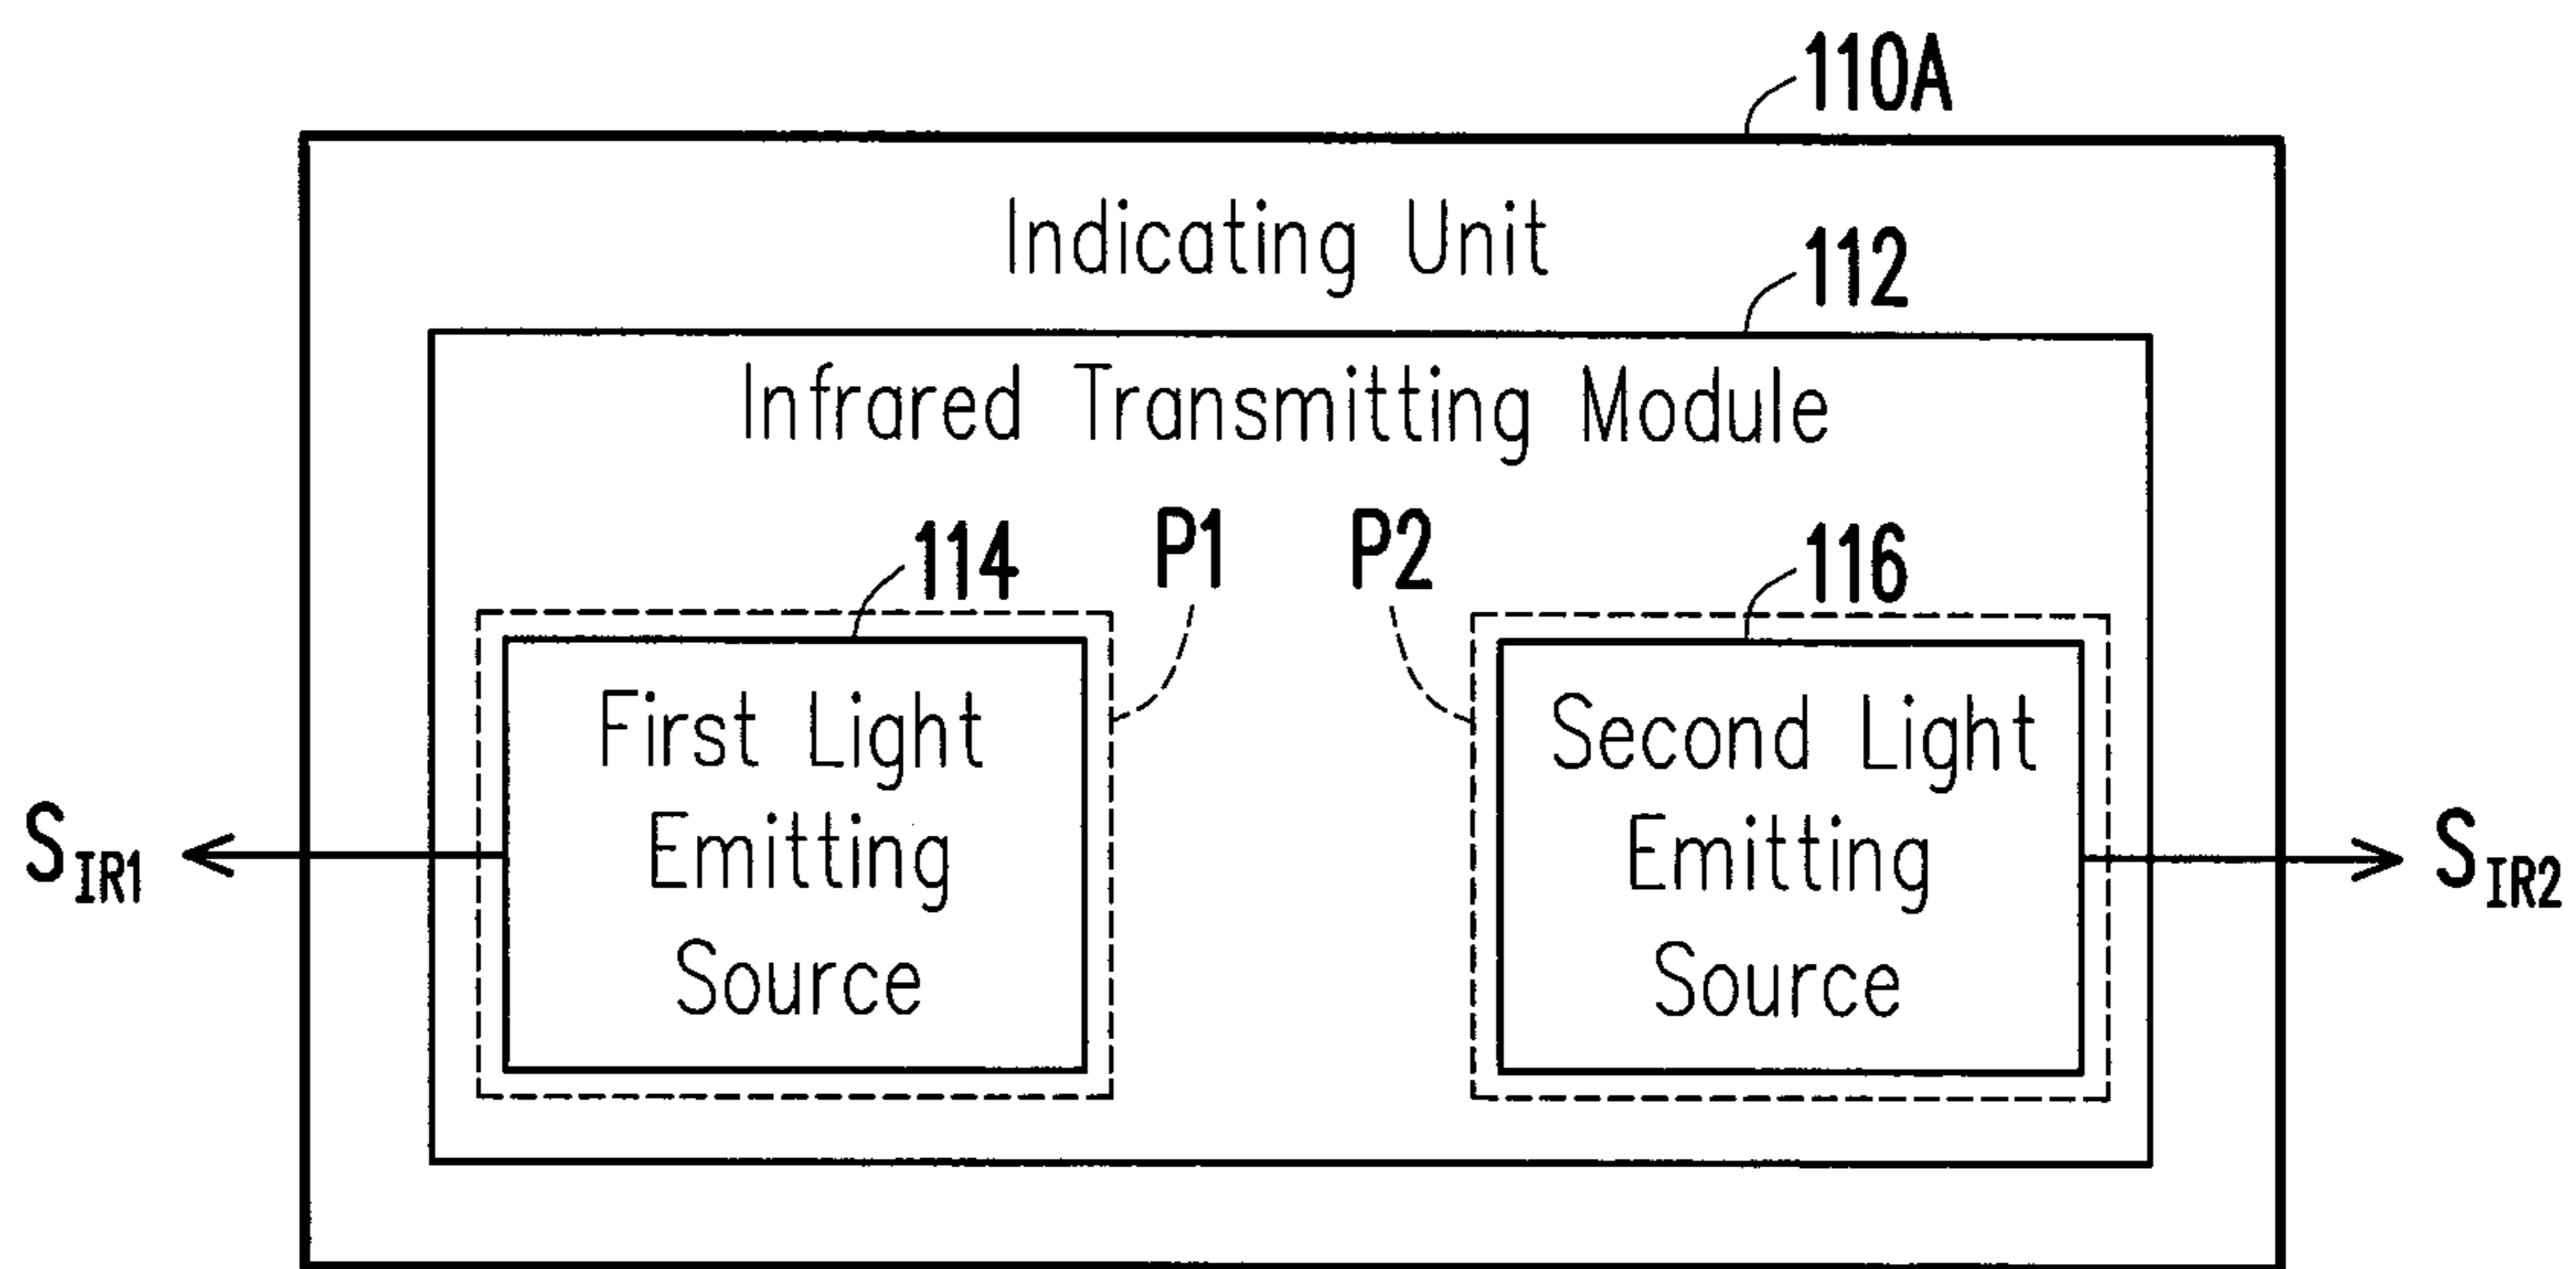 110A
Indicating Unit
112
Infrared Transmitting Module
114
P1
P2
116
First Light
Emitting
Source
Second Light
Emitting
Source
SIR1
SIR2